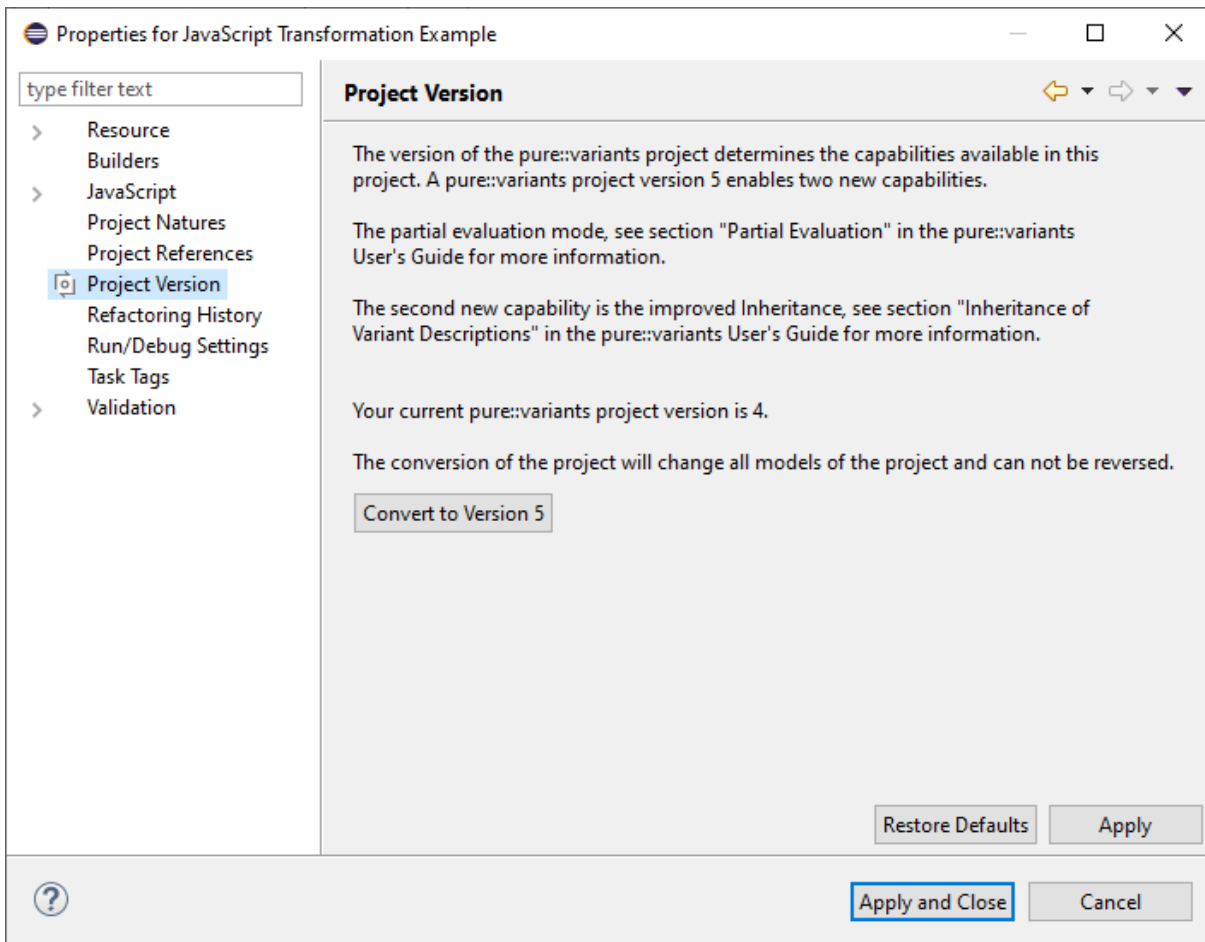 Properties for JavaScript Transformation Example
type filter text
Resource
Builders
JavaScript
Project Natures
Project References
Project Version
Refactoring History
Run/Debug Settings
Task Tags
Validation
Project Version
The version of the pure::variants project determines the capabilities available in this
project. A pure::variants project version 5 enables two new capabilities.
The partial evaluation mode, see section "Partial Evaluation" in the pure::variants
User's Guide for more information.
The second new capability is the improved Inheritance, see section "Inheritance of
Variant Descriptions" in the pure::variants User's Guide for more information.
Your current pure::variants project version is 4.
The conversion of the project will change all models of the project and can not be reversed.
Convert to Version 5
Restore Defaults
Apply
Apply and Close
Cancel